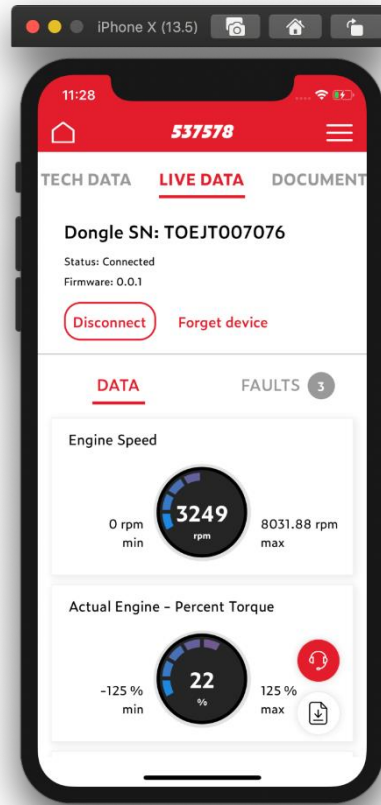 iPhone X (13.5)
11:28
537578
TECH DATA LIVE DATA DOCUMENT
Dongle SN: TOEJT007076
Status: Connected
Firmware: 0.0.1
Disconnect Forget device
DATA FAULTS 3
Engine Speed
3249
rpm
0 rpm
min
8031.88 rpm
max
Actual Engine - Percent Torque
22
%
-125 %
min
125 %
max